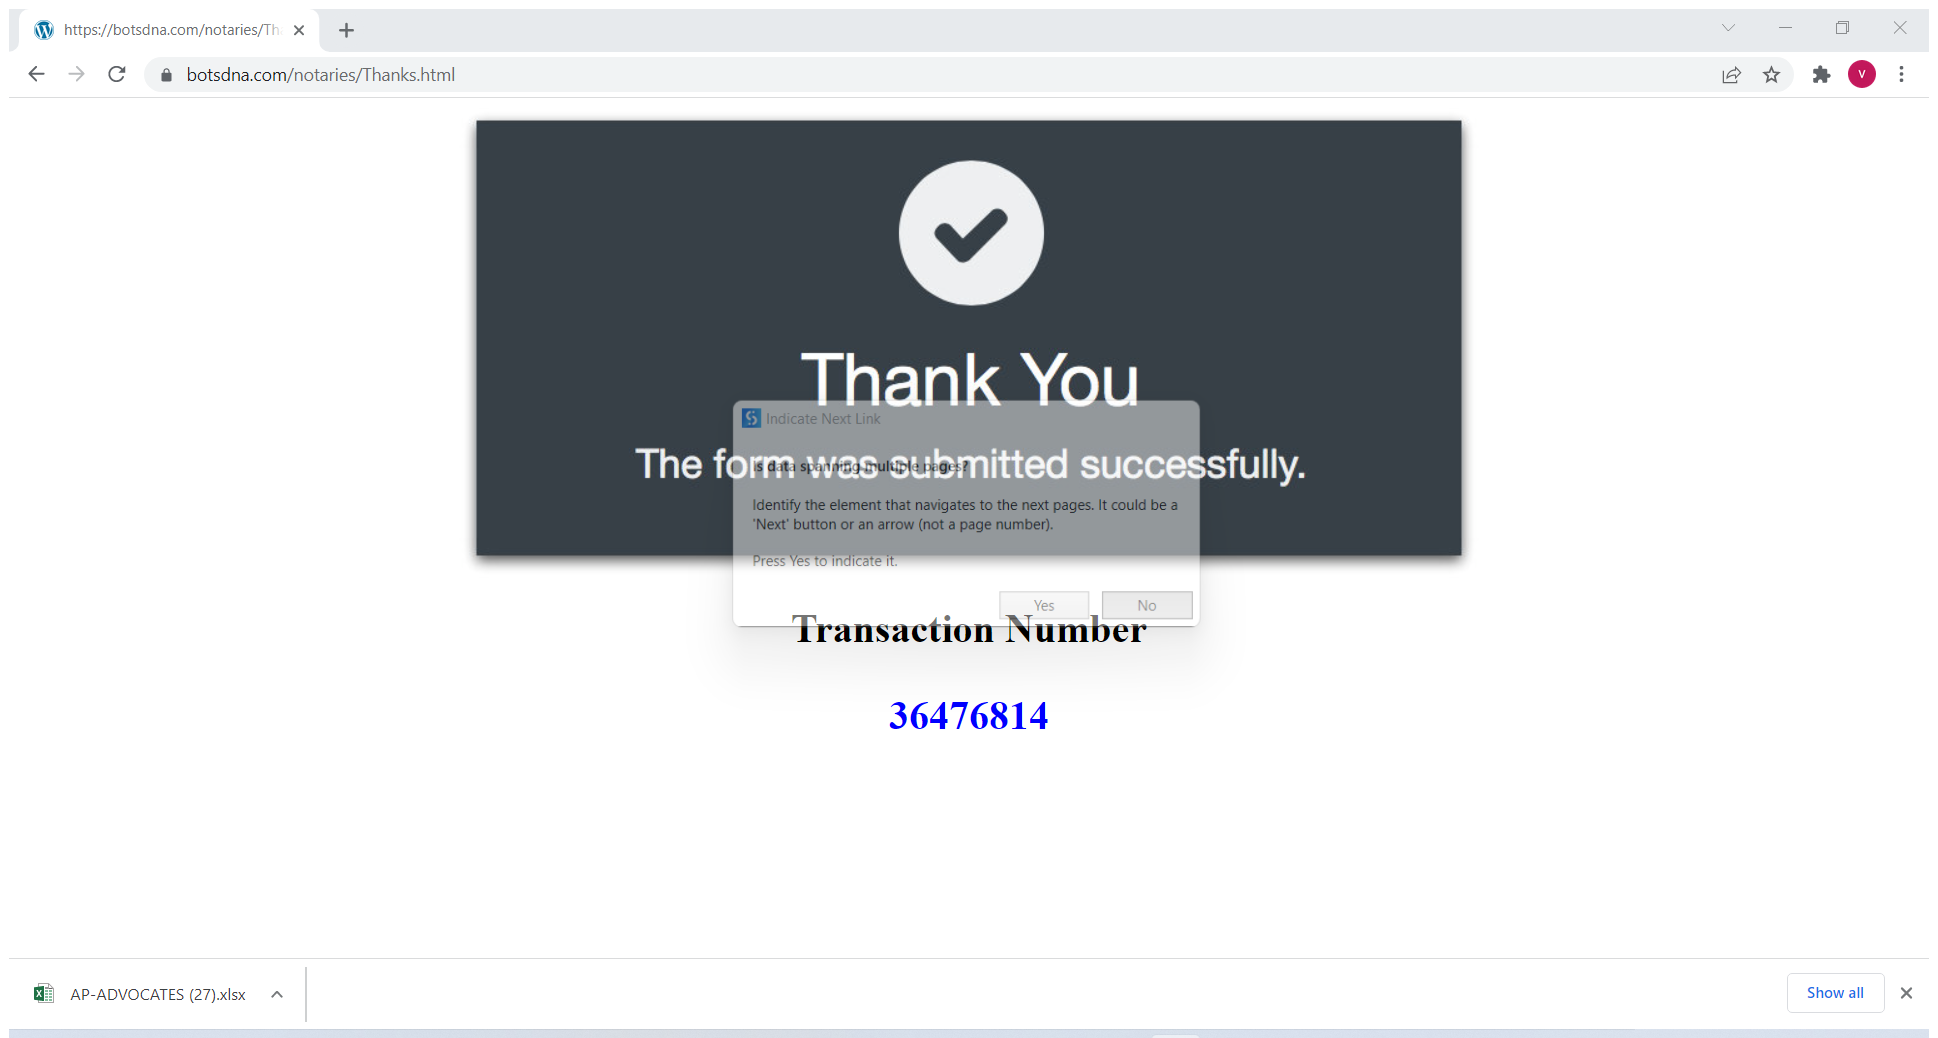 https://botsdna.com/notaries/Th
botsdna.com/notaries/Thanks.html
V
Thank You
Indicate Next Link
The form was submitted successfully.
Is data spanning multiple pages?
Identify the element that navigates to the next pages. It could be a
'Next' button or an arrow (not a page number).
Press Yes to indicate it.
Yes No
Transaction Number
36476814
AP-ADVOCATES (27).xlsx
Show all